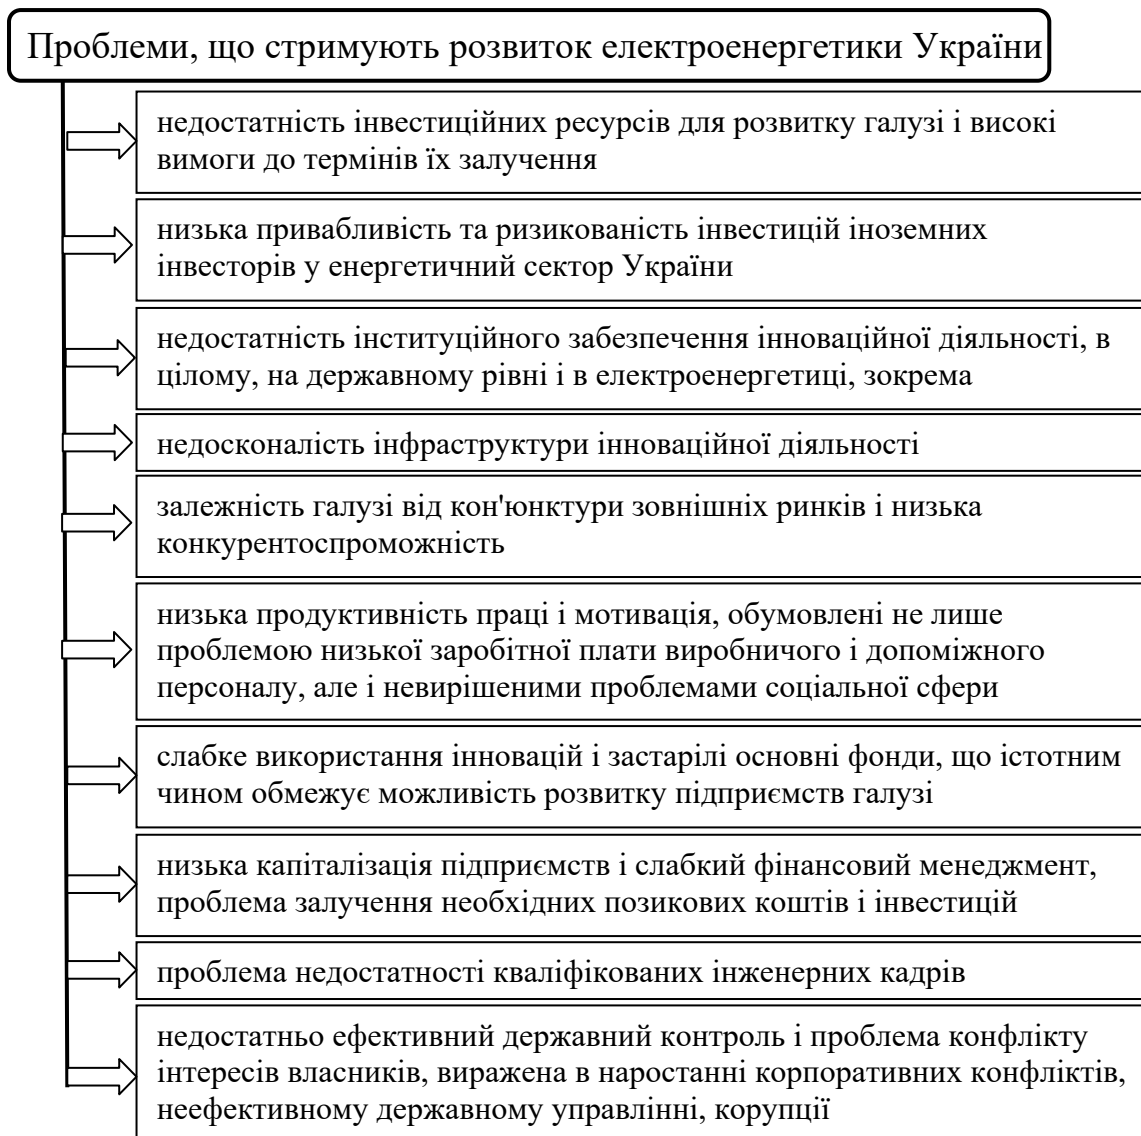 Проблеми, що стримують розвиток електроенергетики України
недостатність інвестиційних ресурсів для розвитку галузі і високі
вимоги до термінів їх залучення
низька привабливість та ризикованість інвестицій іноземних
інвесторів у енергетичний сектор України
недостатність інституційного забезпечення інноваційної діяльності, в
цілому, на державному рівні і в електроенергетиці, зокрема
недосконалість інфраструктури інноваційної діяльності
залежність галузі від кон'юнктури зовнішніх ринків і низька
конкурентоспроможність
низька продуктивність праці і мотивація, обумовлені не лише
проблемою низької заробітної плати виробничого і допоміжного
персоналу, але і невирішеними проблемами соціальної сфери
слабке використання інновацій і застарілі основні фонди, що істотним
чином обмежує можливість розвитку підприємств галузі
низька капіталізація підприємств і слабкий фінансовий менеджмент,
проблема залучення необхідних позикових коштів і інвестицій
проблема недостатності кваліфікованих інженерних кадрів
недостатньо ефективний державний контроль і проблема конфлікту
інтересів власників, виражена в наростанні корпоративних конфліктів,
неефективному державному управлінні, корупції